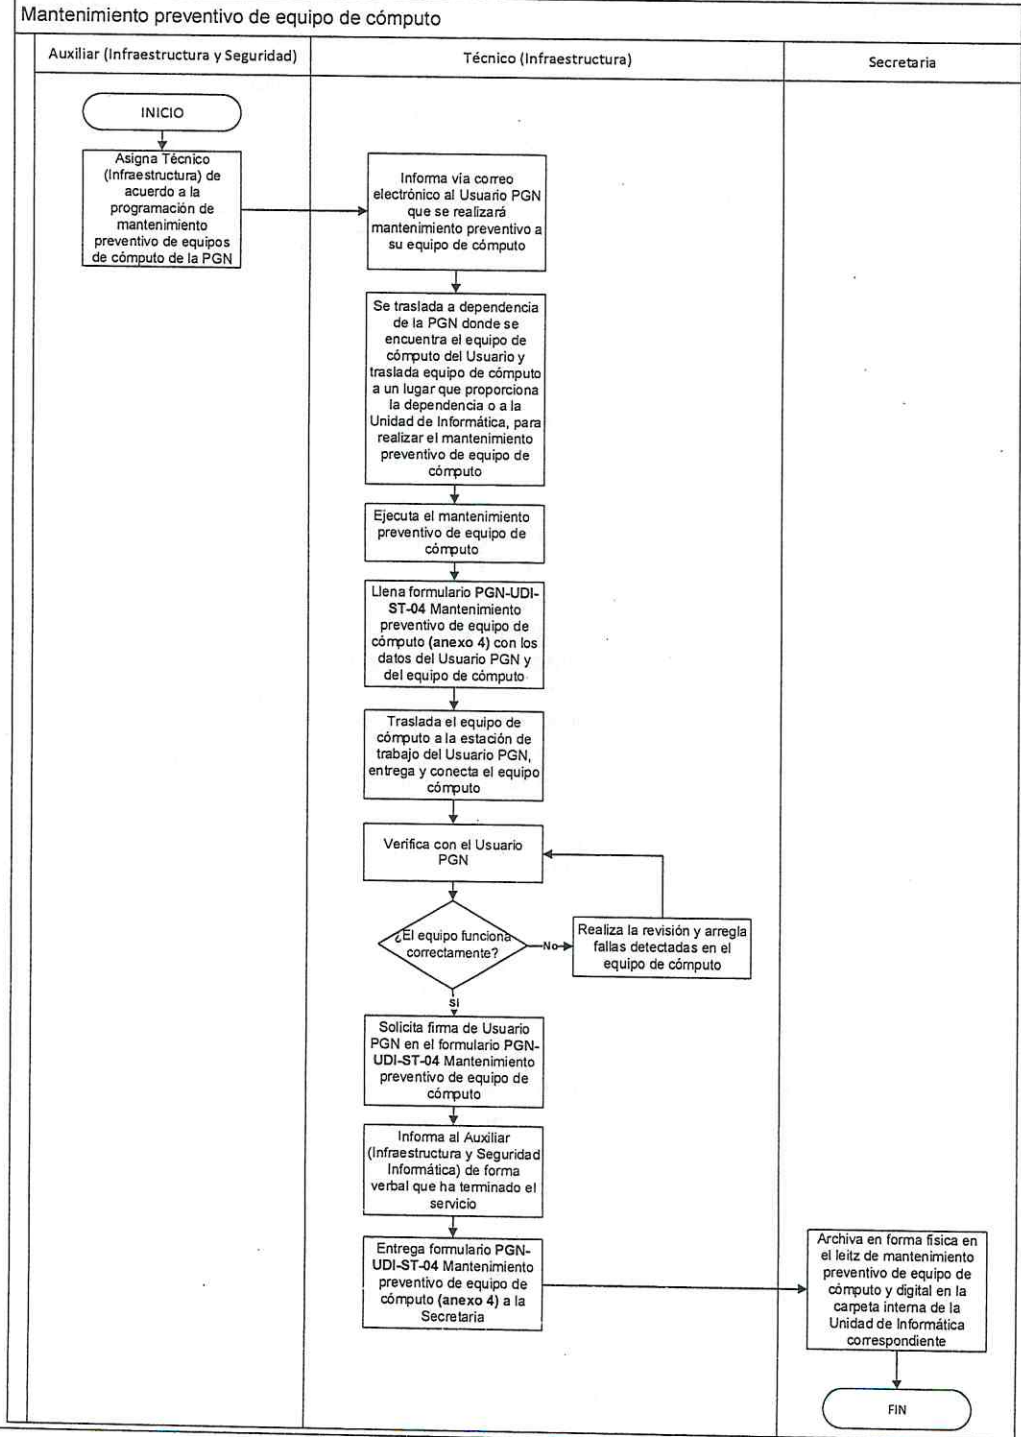 Mantenimiento preventivo de equipo de cómputo
Auxiliar (Infraestructura y Seguridad)
Técnico (Infraestructura)
Secretaria
INICIO
Asigna Técnico
(Infraestructura) de
acuerdo a la
programación de
mantenimiento
preventivo de equipos
de cómputo de la PGN
Informa vía correo
electrónico al Usuario PGN
que se realizará
mantenimiento preventivo a
su equipo de cómputo
Se traslada a dependencia
de la PGN donde se
encuentra el equipo de
cómputo del Usuario y
traslada equipo de cómputo
a un lugar que proporciona
la dependencia o a la
Unidad de Informática, para
realizar el mantenimiento
preventivo de equipo de
cómputo
Ejecuta el mantenimiento
preventivo de equipo de
cómputo
Llena formulario PGN-UDI-
ST-04 Mantenimiento
preventivo de equipo de
cómputo (anexo 4) con los
datos del Usuario PGN y
del equipo de cómputo
Traslada el equipo de
cómputo a la estación de
trabajo del Usuario PGN,
entrega y conecta el equipo
cómputo
Verifica con el Usuario
PGN
¿El equipo funciona
correctamente?
No
Realiza la revisión y arregla
fallas detectadas en el
equipo de cómputo
SI
Solicita firma de Usuario
PGN en el formulario PGN-
UDI-ST-04 Mantenimiento
preventivo de equipo de
cómputo
Informa al Auxiliar
(Infraestructura y Seguridad
Informática) de forma
verbal que ha terminado el
servicio
Entrega formulario PGN-
UDI-ST-04 Mantenimiento
preventivo de equipo de
cómputo (anexo 4) a la
Secretaria
Archiva en forma física en
el leitz de mantenimiento
preventivo de equipo de
cómputo y digital en la
carpeta interna de la
Unidad de Informática
correspondiente
FIN